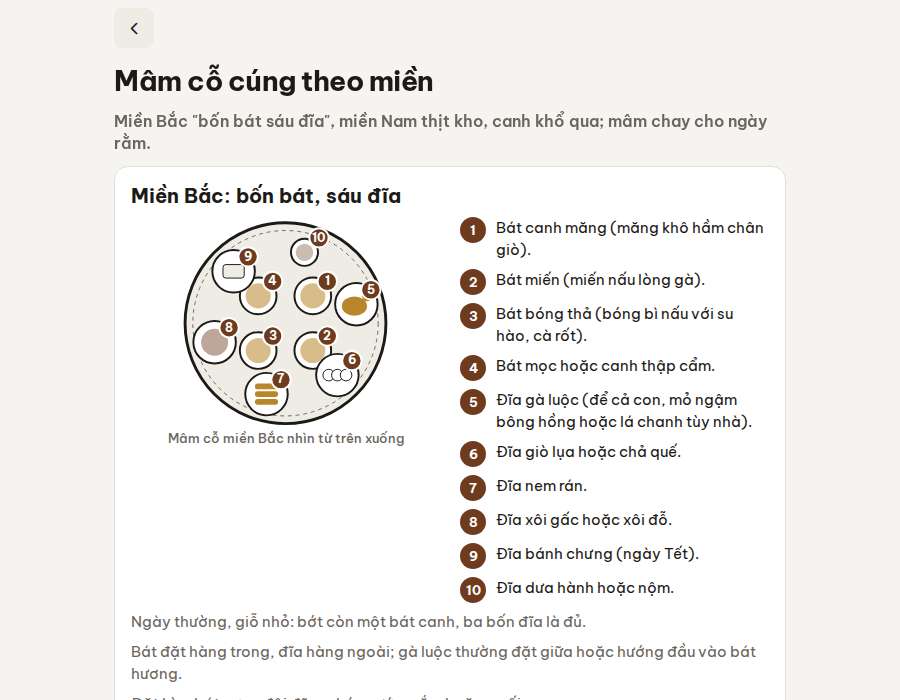 Mâm cỗ cúng theo miền
Miền Bắc "bốn bát sáu đĩa", miền Nam thịt kho, canh khổ qua; mâm chay cho ngày
rằm.
Miền Bắc: bốn bát, sáu đĩa
10
9
4
1
5
8
3
2
6
7
Mâm cỗ miền Bắc nhìn từ trên xuống
1 Bát canh măng (măng khô hầm chân
giò).
2 Bát miến (miến nấu lòng gà).
3 Bát bóng thả (bóng bì nấu với su
hào, cà rốt).
4 Bát mọc hoặc canh thập cẩm.
5 Đĩa gà luộc (để cả con, mỏ ngậm
bông hồng hoặc lá chanh tùy nhà).
6 Đĩa giò lụa hoặc chả quế.
7 Đĩa nem rán.
8 Đĩa xôi gấc hoặc xôi đỗ.
9 Đĩa bánh chưng (ngày Tết).
10 Đĩa dưa hành hoặc nộm.
Ngày thường, giỗ nhỏ: bớt còn một bát canh, ba bốn đĩa là đủ.
Bát đặt hàng trong, đĩa hàng ngoài; gà luộc thường đặt giữa hoặc hướng đầu vào bát
hương.